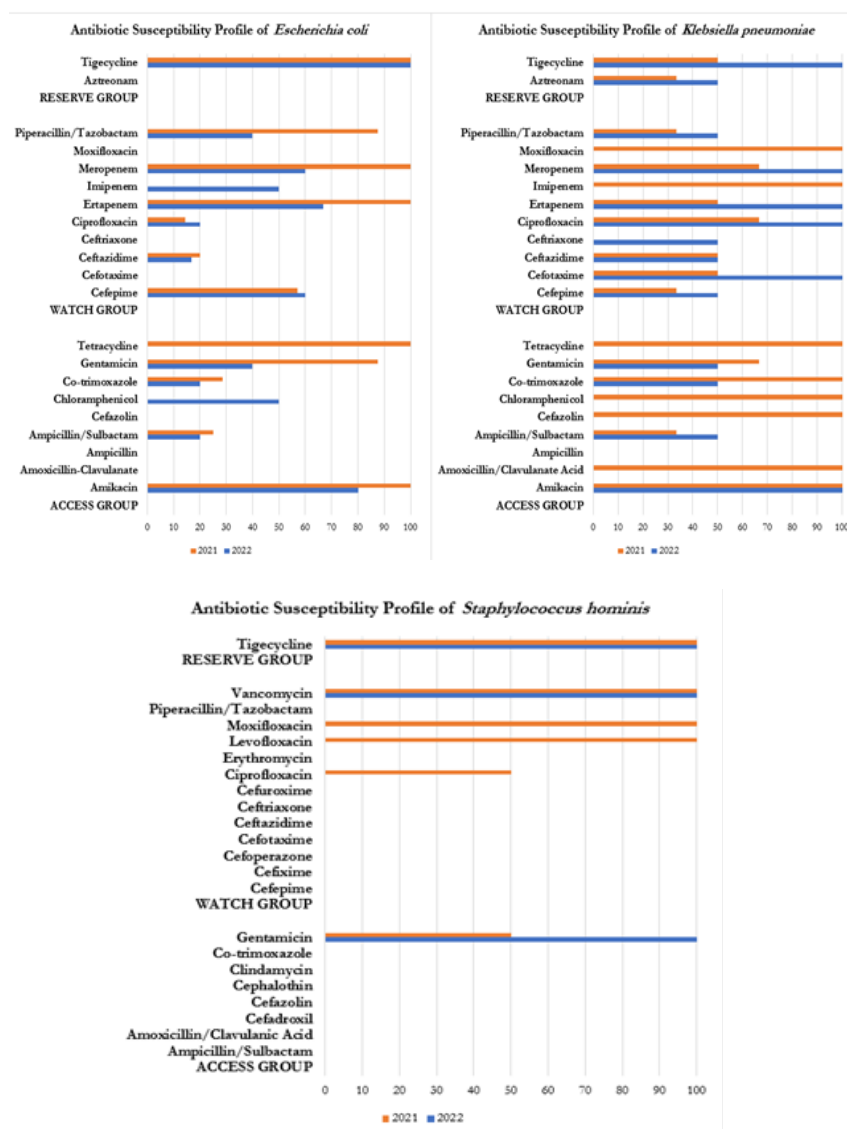 Antibiotic Susceptibility Profile of Escherichia coli
Tigecycline
Aztreonam
RESERVE GROUP
Piperacillin/Tazobactam
Moxifloxacin
Meropenem
Imipenem
Ertapenem
Ciprofloxacin
Ceftriaxone
Ceftazidime
Cefotaxime
Cefepime
WATCH GROUP
Tetracycline
Gentamicin
Co-trimoxazole
Chloramphenicol
Cefazolin
Ampicillin/Sulbactam
Ampicillin
Amoxicillin-Clavulanate
Amikacin
ACCESS GROUP
0 10 20 30 40 50 60 70 80 90 100
2021 2022
Antibiotic Susceptibility Profile of Klebsiella pneumoniae
Tigecycline
Aztreonam
RESERVE GROUP
Piperacillin/Tazobactam
Moxifloxacin
Meropenem
Imipenem
Ertapenem
Ciprofloxacin
Ceftriaxone
Ceftazidime
Cefotaxime
Cefepime
WATCH GROUP
Tetracycline
Gentamicin
Co-trimoxazole
Chloramphenicol
Cefazolin
Ampicillin/Sulbactam
Ampicillin
Amoxicillin/Clavulanate Acid
Amikacin
ACCESS GROUP
0 10 20 30 40 50 60 70 80 90 100
2021 2022
Antibiotic Susceptibility Profile of Staphylococcus hominis
Tigecycline
RESERVE GROUP
Vancomycin
Piperacillin/Tazobactam
Moxifloxacin
Levofloxacin
Erythromycin
Ciprofloxacin
Cefuroxime
Ceftriaxone
Ceftazidime
Cefotaxime
Cefoperazone
Cefixime
Cefepime
WATCH GROUP
Gentamicin
Co-trimoxazole
Clindamycin
Cephalothin
Cefazolin
Cefadroxil
Amoxicillin/Clavulanic Acid
Ampicillin/Sulbactam
ACCESS GROUP
0 10 20 30 40 50 60 70 80 90 100
2021 2022